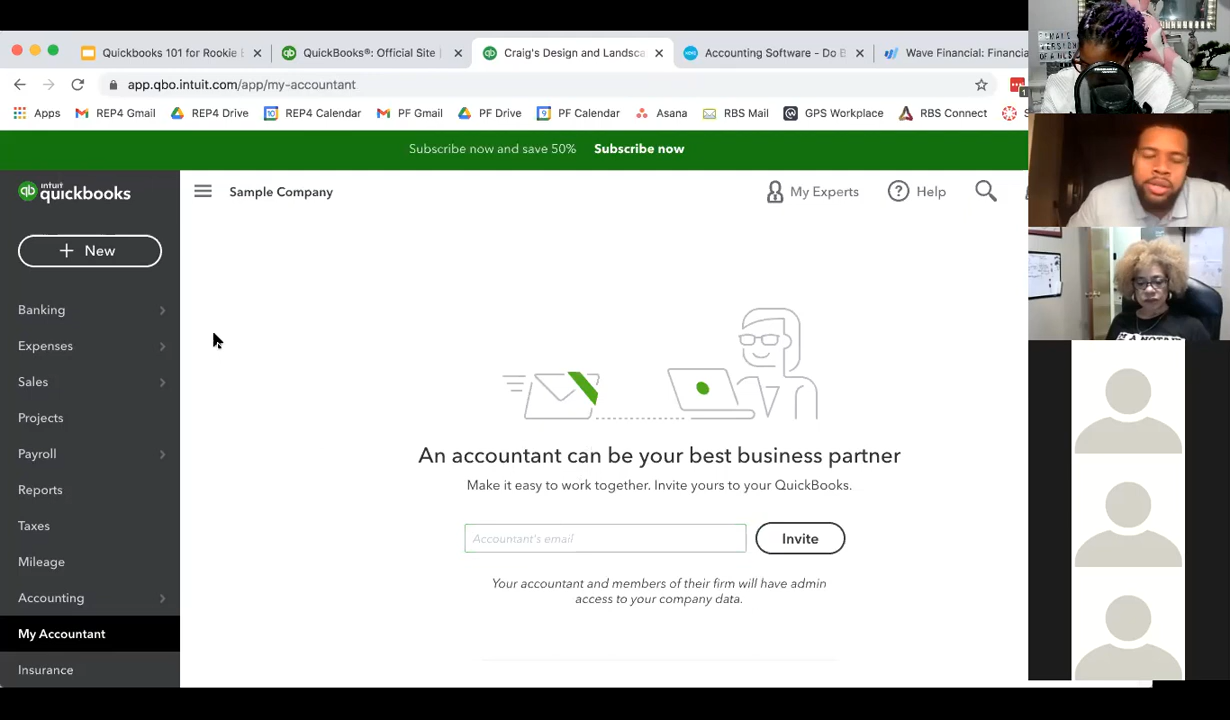 Quickbooks 101 for Rookie
QuickBooks®: Official Site |
Craig's Design and Landsca
Accounting Software - Do B
Wave Financial: Financia
app.qbo.intuit.com/app/my-accountant
Apps
REP4 Gmail
REP4 Drive
REP4 Calendar
PF Gmail
PF Drive
PF Calendar
Asana
RBS Mail
GPS Workplace
RBS Connect
Subscribe now and save 50% Subscribe now
intuit
quickbooks
Sample Company
My Experts
Help
+ New
Banking
Expenses
Sales
Projects
Payroll
Reports
Taxes
Mileage
Accounting
My Accountant
Insurance
An accountant can be your best business partner
Make it easy to work together. Invite yours to your QuickBooks.
Accountant's email
Invite
Your accountant and members of their firm will have admin
access to your company data.